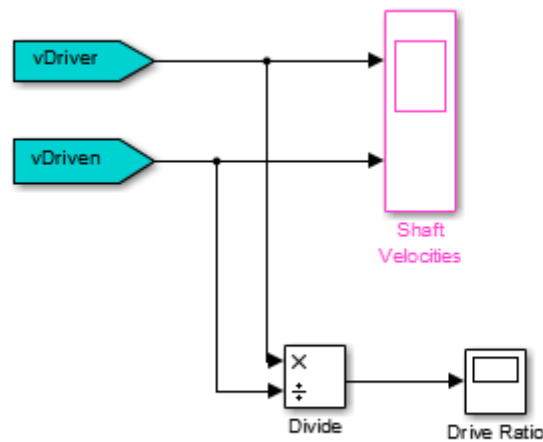 vDriver
vDriven
Shaft
Velocities
×
÷
Divide
Drive Ratio